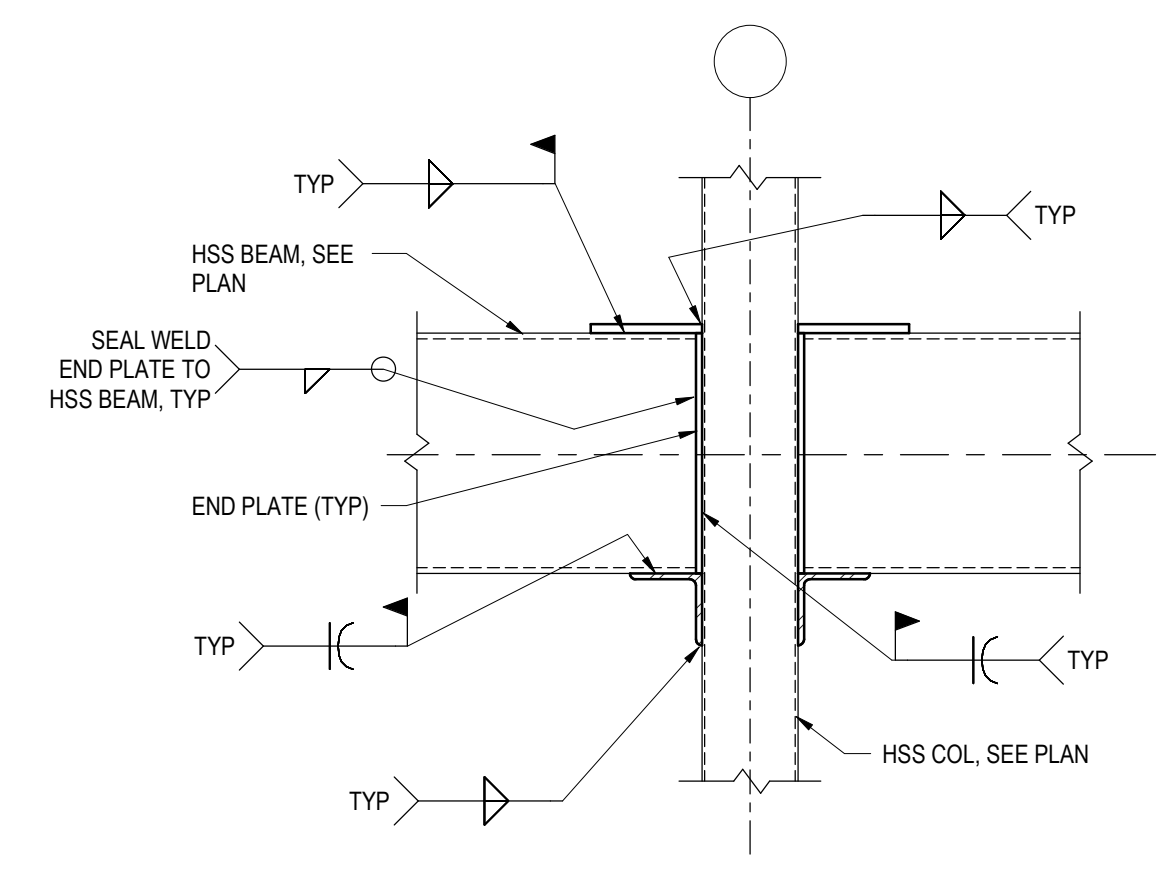 TYP
TYP
HSS BEAM, SEE
PLAN
SEAL WELD
END PLATE TO
HSS BEAM, TYP
END PLATE (TYP)
TYP
TYP
HSS COL, SEE PLAN
TYP